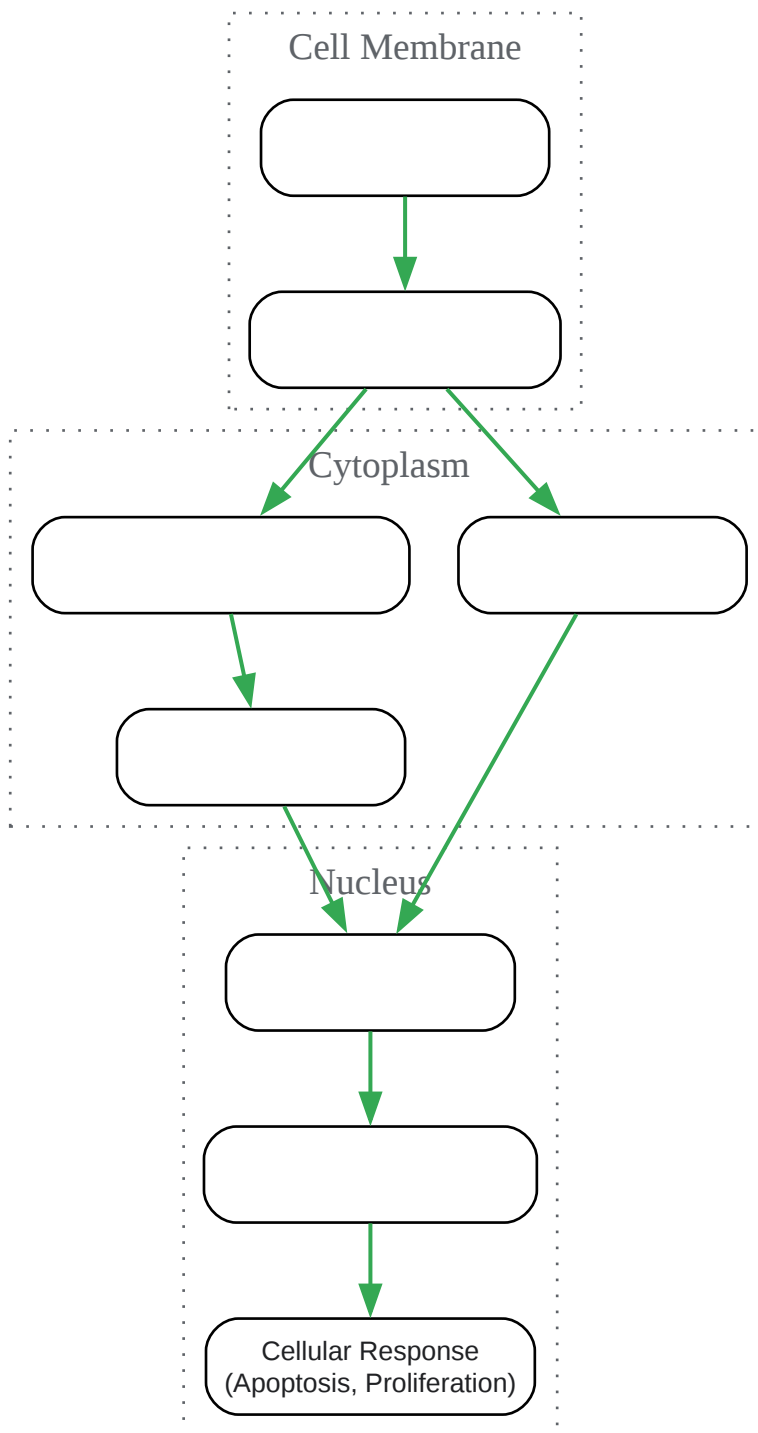 Cell Membrane
Cytoplasm
Nucleus
Cellular Response
(Apoptosis, Proliferation)